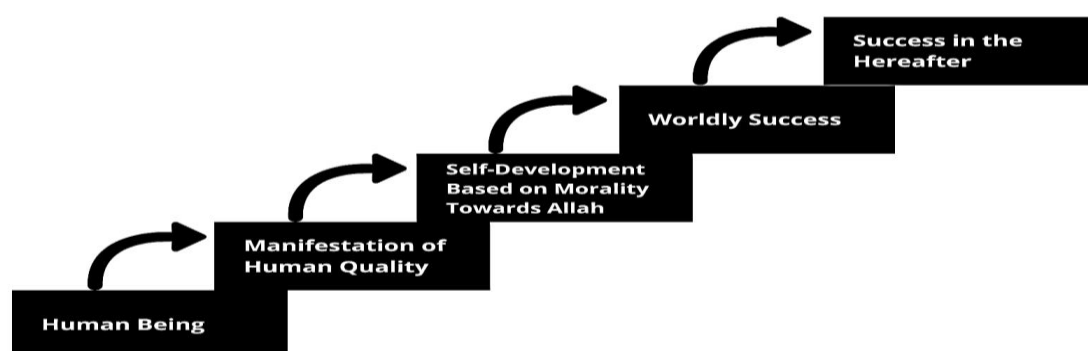 Success in the
Hereafter
Worldly Success
Self-Development
Based on Morality
Towards Allah
Manifestation of
Human Quality
Human Being